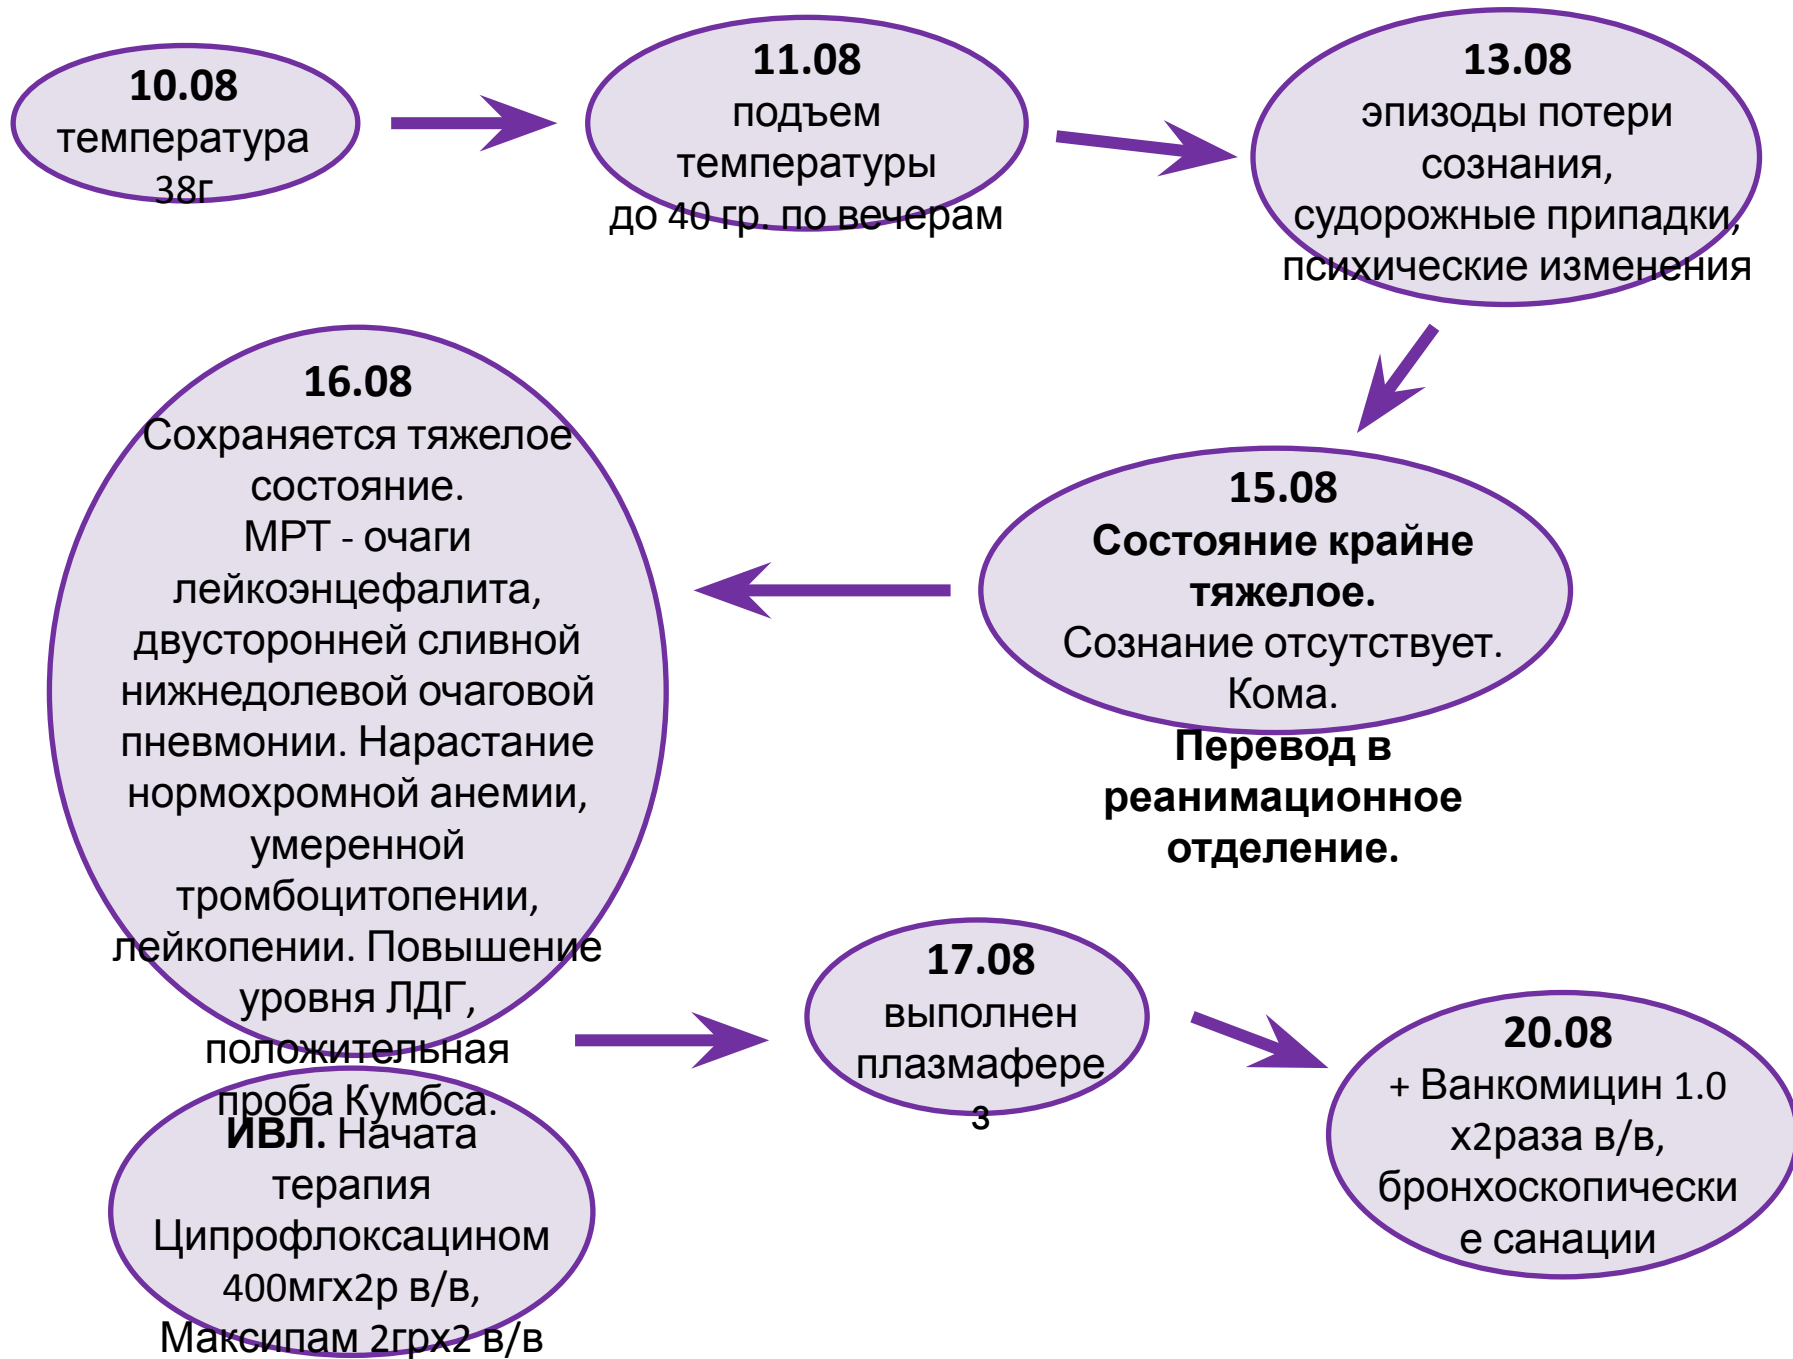 10.08
температура
38г
11.08
подъем
температуры
до 40 гр. по вечерам
13.08
эпизоды потери
сознания,
судорожные припадки,
психические изменения
15.08
Состояние крайне
тяжелое.
Сознание отсутствует.
Кома.
Перевод в
реанимационное
отделение.
16.08
Сохраняется тяжелое
состояние.
МРТ - очаги
лейкоэнцефалита,
двусторонней сливной
нижнедолевой очаговой
пневмонии. Нарастание
нормохромной анемии,
умеренной
тромбоцитопении,
лейкопении. Повышение
уровня ЛДГ,
положительная
проба Кумбса.
ИВЛ. Начата
терапия
Ципрофлоксацином
400мгх2р в/в,
Максипам 2грх2 в/в
17.08
выполнен
плазмафере
з
20.08
+ Ванкомицин 1.0
х2раза в/в,
бронхоскопически
е санации